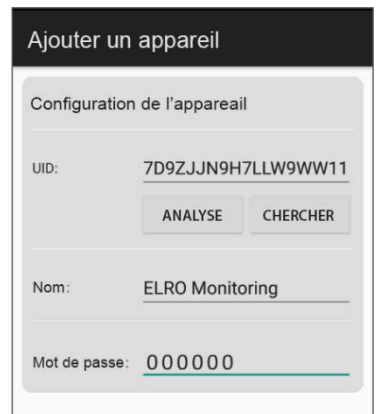 Ajouter un appareil
Configuration de l'appareail
UID: 7D9ZJJN9H7LLW9WW11
ANALYSE CHERCHER
Nom: ELRO Monitoring
Mot de passe: 000000